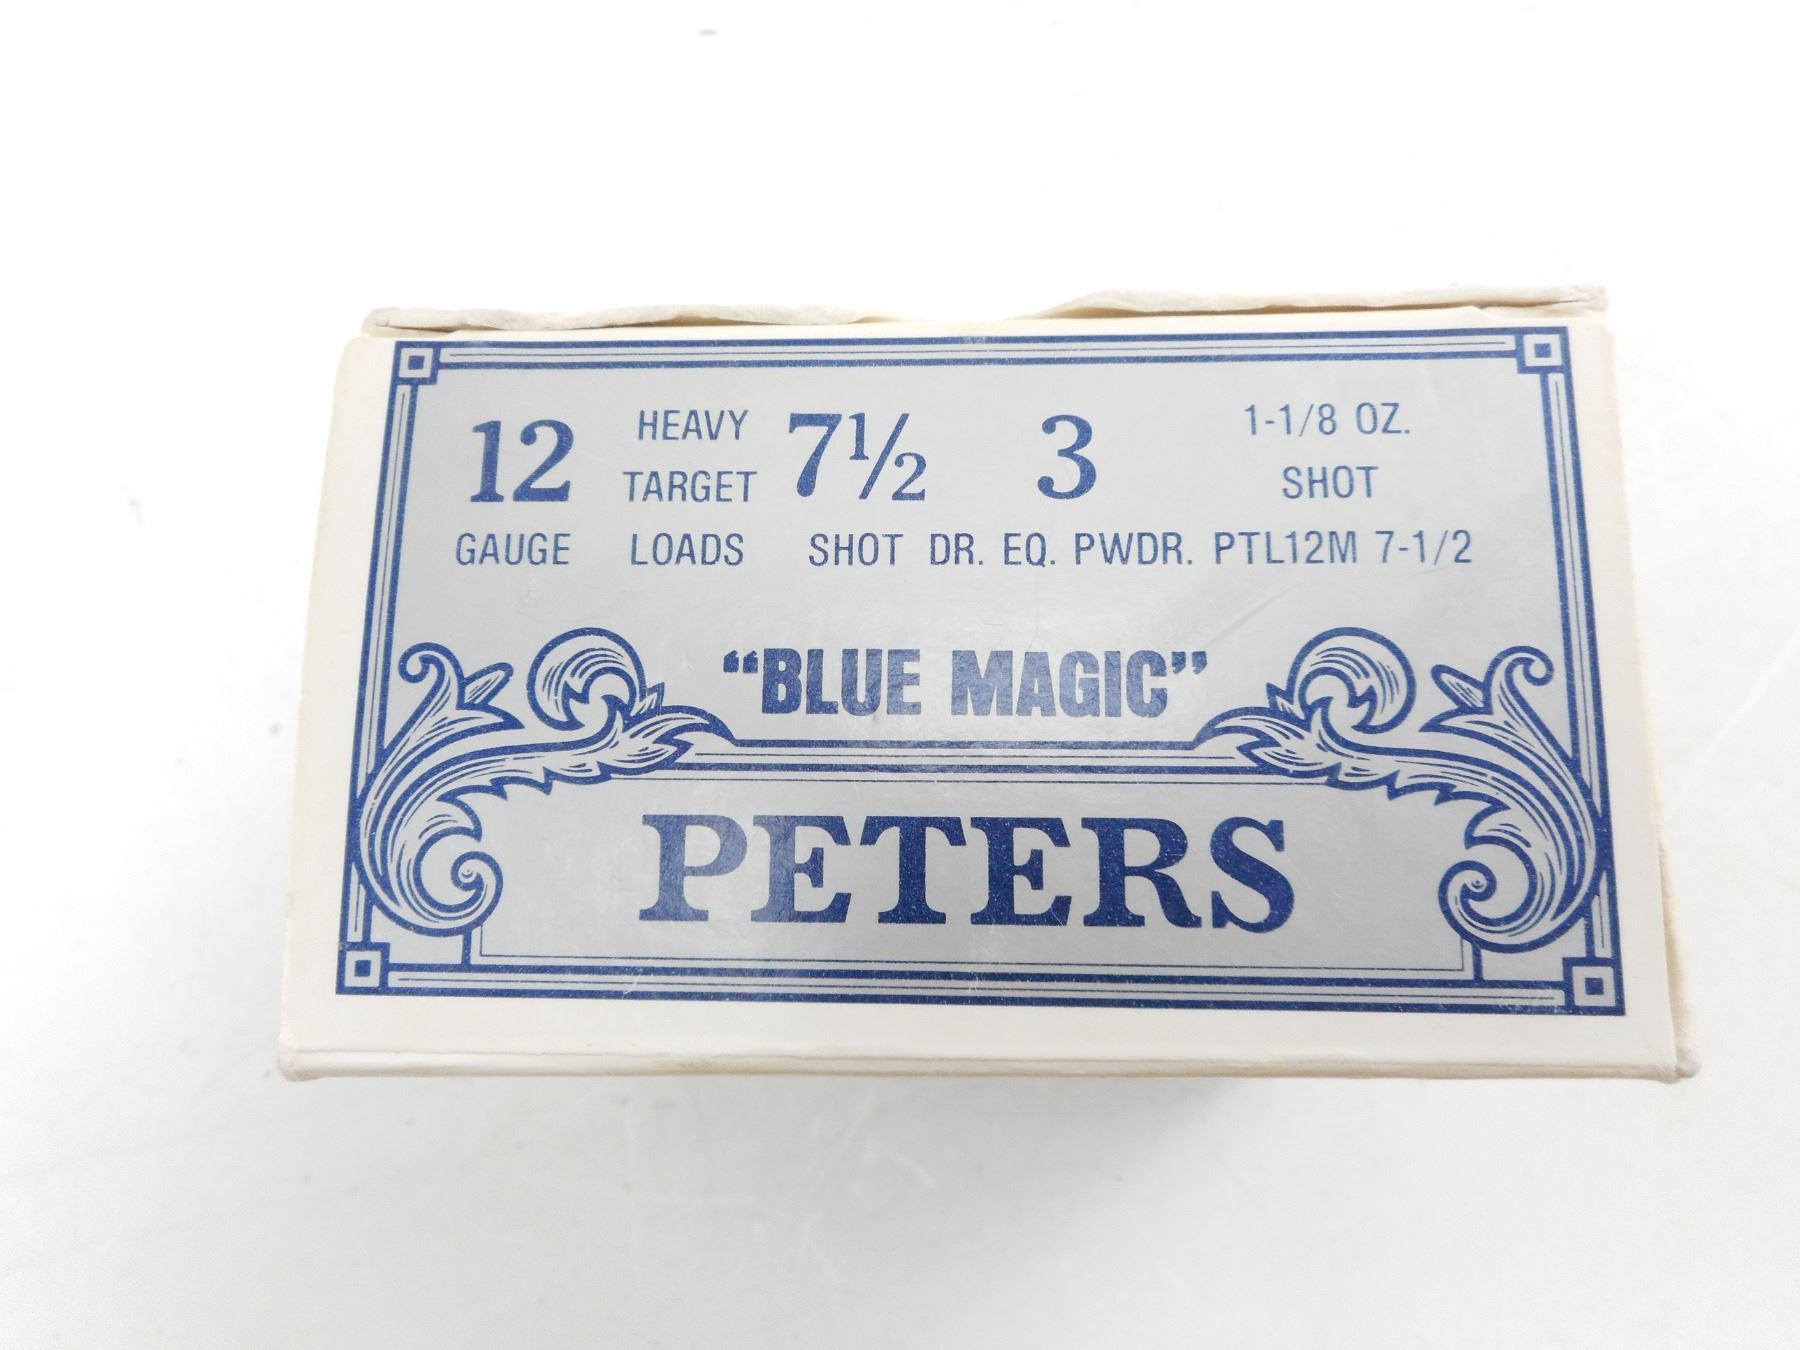 12 HEAVY 7½ 3 1-1/8 OZ.
TARGET SHOT
GAUGE LOADS SHOT DR. EQ. PWDR. PTL12M 7-1/2
“BLUE MAGIC”
PETERS